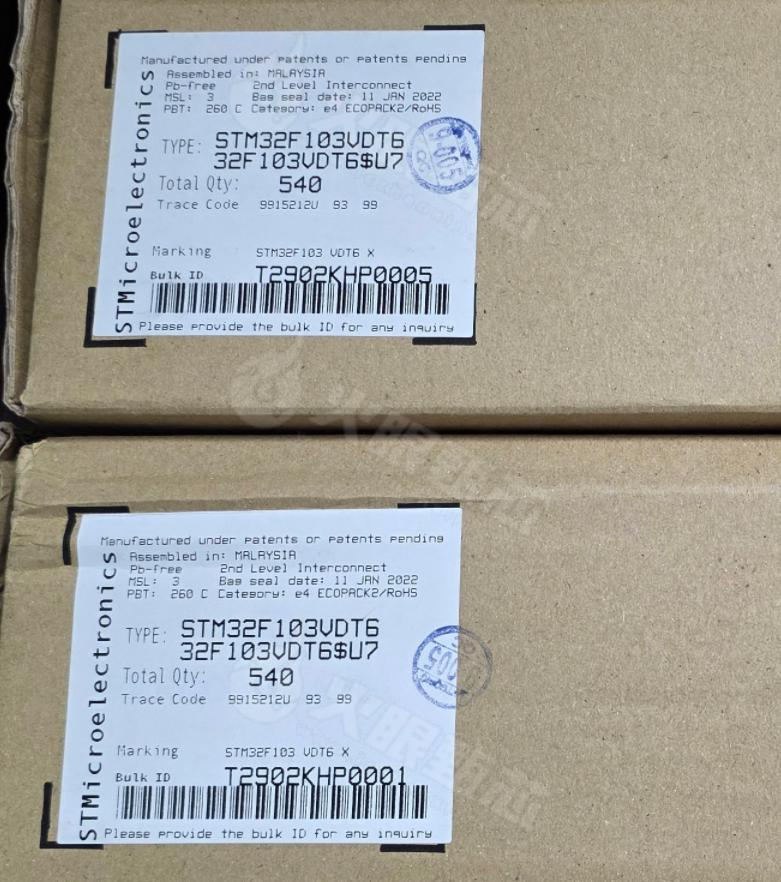 Manufactured under patents or patents pending
Assembled in: MALAYSIA
Pb-free 2nd Level Interconnect
MSL: 3 Bag seal date: 11 JAN 2022
PBT: 260 C Category: e4 ECOPACK2/RoHS
TYPE: STM32F103VDT6
32F103VDT6$U7
Total Qty: 540
Trace Code 9915212U 93 99
Marking STM32F103 VDT6 X
Bulk ID T2902KHP0005
Please provide the bulk ID for any inquiry
STMicroelectronics
火眼
Manufactured under patents or patents pending
Assembled in: MALAYSIA
Pb-free 2nd Level Interconnect
MSL: 3 Bag seal date: 11 JAN 2022
PBT: 260 C Category: e4 ECOPACK2/RoHS
TYPE: STM32F103VDT6
32F103VDT6$U7
Total Qty: 540
Trace Code 9915212U 93 99
Marking STM32F103 VDT6 X
Bulk ID T2902KHP0001
Please provide the bulk ID for any inquiry
STMicroelectronics
火眼